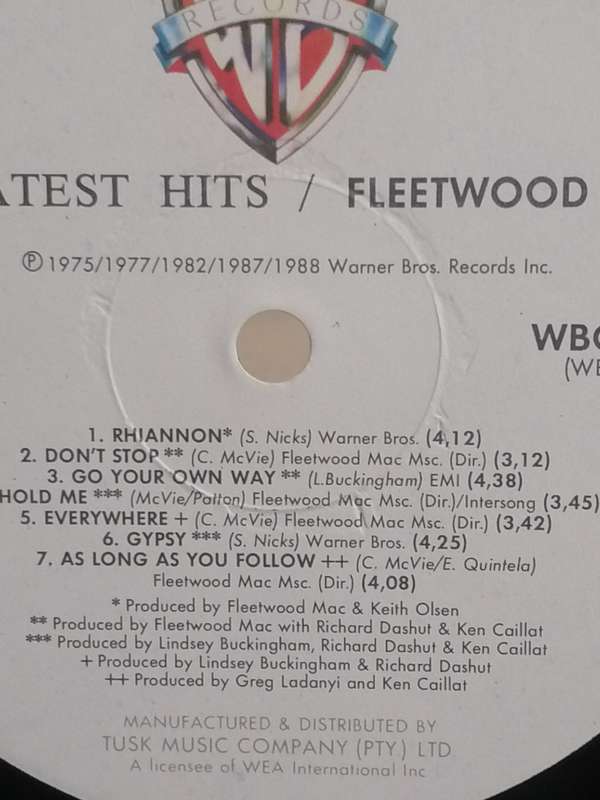 RECORDS
ATEST HITS / FLEETWOOD
℗ 1975/1977/1982/1987/1988 Warner Bros. Records Inc.
WBC
(WE
1. RHIANNON* (S. Nicks) Warner Bros. (4,12)
2. DON'T STOP ** (C. McVie) Fleetwood Mac Msc. (Dir.) (3,12)
3. GO YOUR OWN WAY ** (L.Buckingham) EMI (4,38)
HOLD ME *** (McVie/Patton) Fleetwood Mac Msc. (Dir.)/Intersong (3,45)
5. EVERYWHERE + (C. McVie) Fleetwood Mac Msc. (Dir.) (3,42)
6. GYPSY *** (S. Nicks) Warner Bros. (4,25)
7. AS LONG AS YOU FOLLOW ++ (C. McVie/E. Quintela)
Fleetwood Mac Msc. (Dir.) (4,08)
* Produced by Fleetwood Mac & Keith Olsen
** Produced by Fleetwood Mac with Richard Dashut & Ken Caillat
*** Produced by Lindsey Buckingham, Richard Dashut & Ken Caillat
+ Produced by Lindsey Buckingham & Richard Dashut
++ Produced by Greg Ladanyi and Ken Caillat
MANUFACTURED & DISTRIBUTED BY
TUSK MUSIC COMPANY (PTY) LTD
A licensee of WEA International Inc